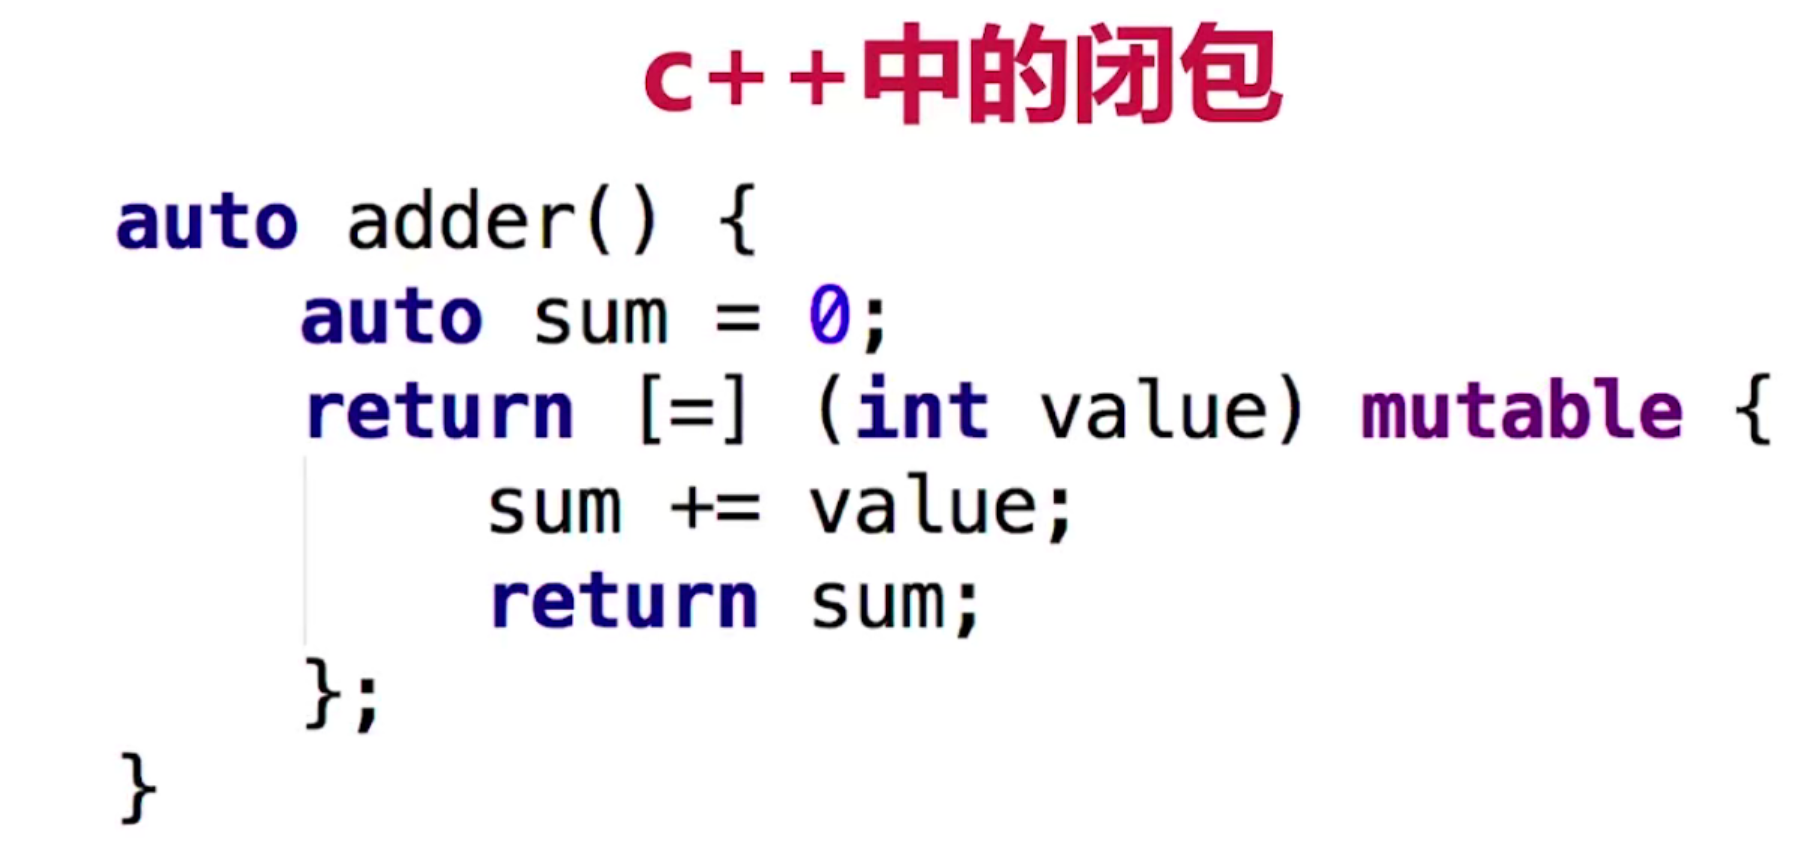 c++中的闭包
auto adder() {
    auto sum = 0;
    return [=] (int value) mutable {
        sum += value;
        return sum;
    };
}